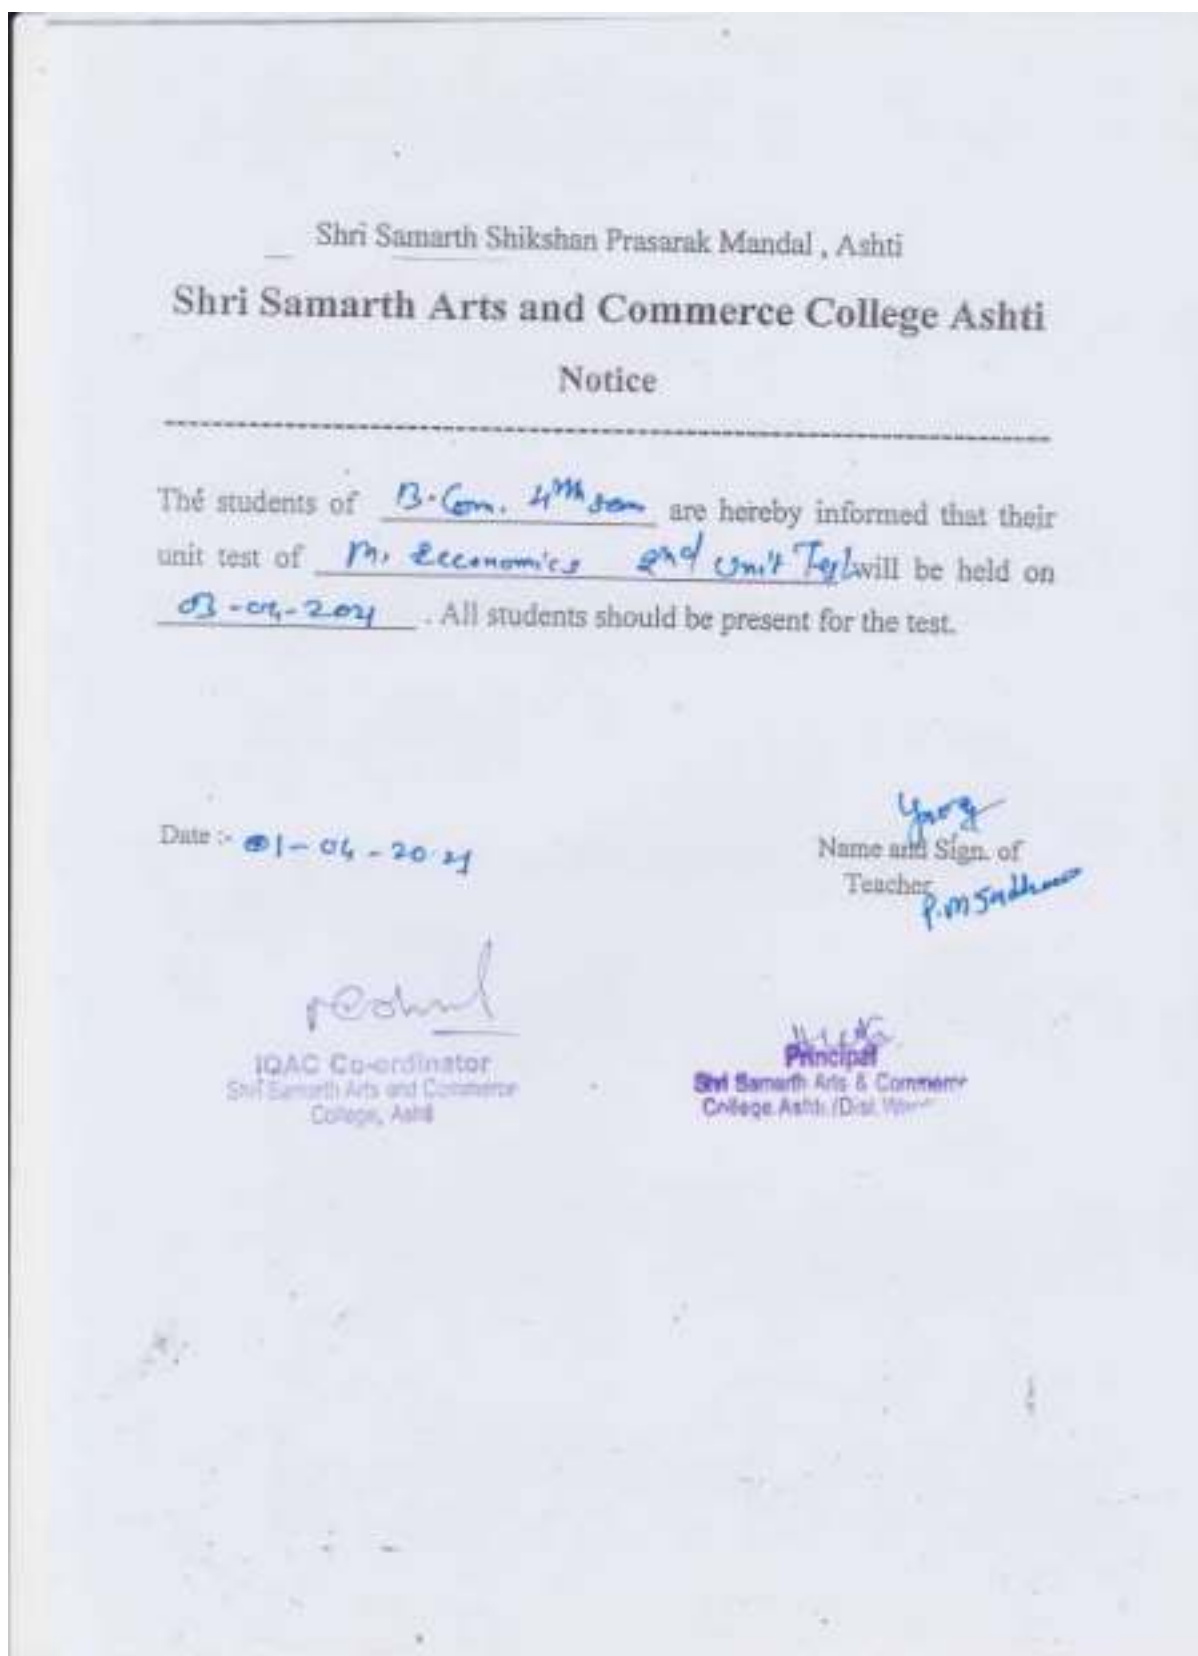 Shri Samarth Shikshan Prasarak Mandal , Ashti
Shri Samarth Arts and Commerce College Ashti
Notice
The students of B.Com. 4th sem are hereby informed that their
unit test of M. Eccenomics 2nd Unit Test will be held on
03-04-2021 . All students should be present for the test.
Date :- 01-04-2021
Name and Sign. of
Teacher
P.M
IQAC Co-ordinator
Shri Samarth Arts and Commerce
College, Ashti
Principal
Shri Samarth Arts & Commerce
College Ashti (Dist.